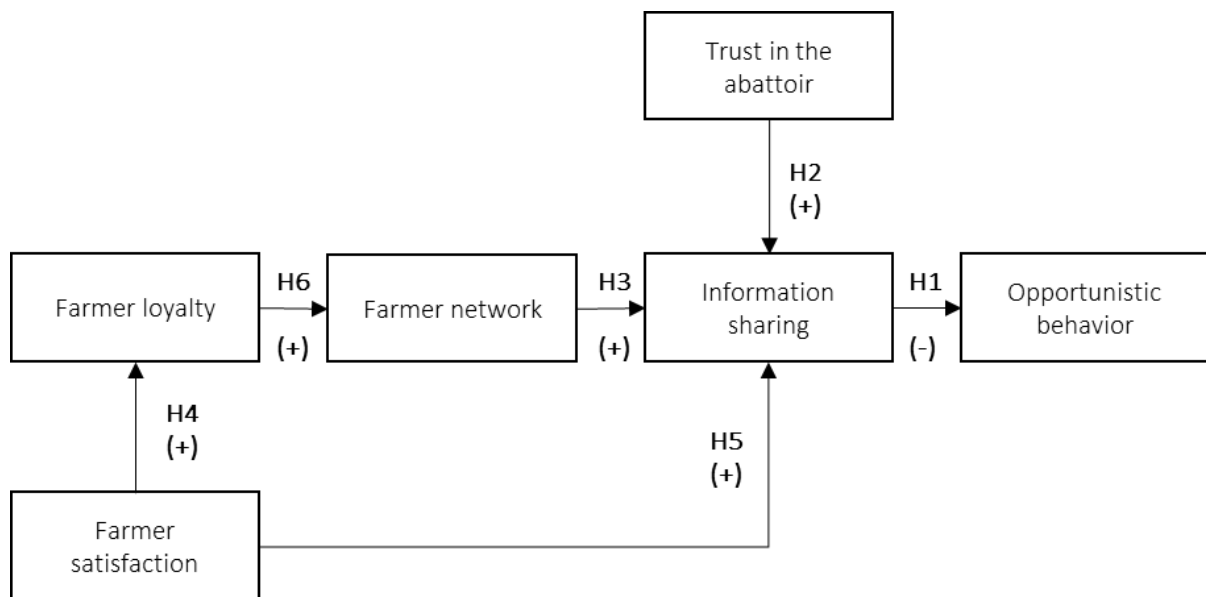 Trust in the
abattoir
H2
(+)
Farmer loyalty
H6
(+)
Farmer network
H3
(+)
Information
sharing
H1
(-)
Opportunistic
behavior
H4
(+)
H5
(+)
Farmer
satisfaction